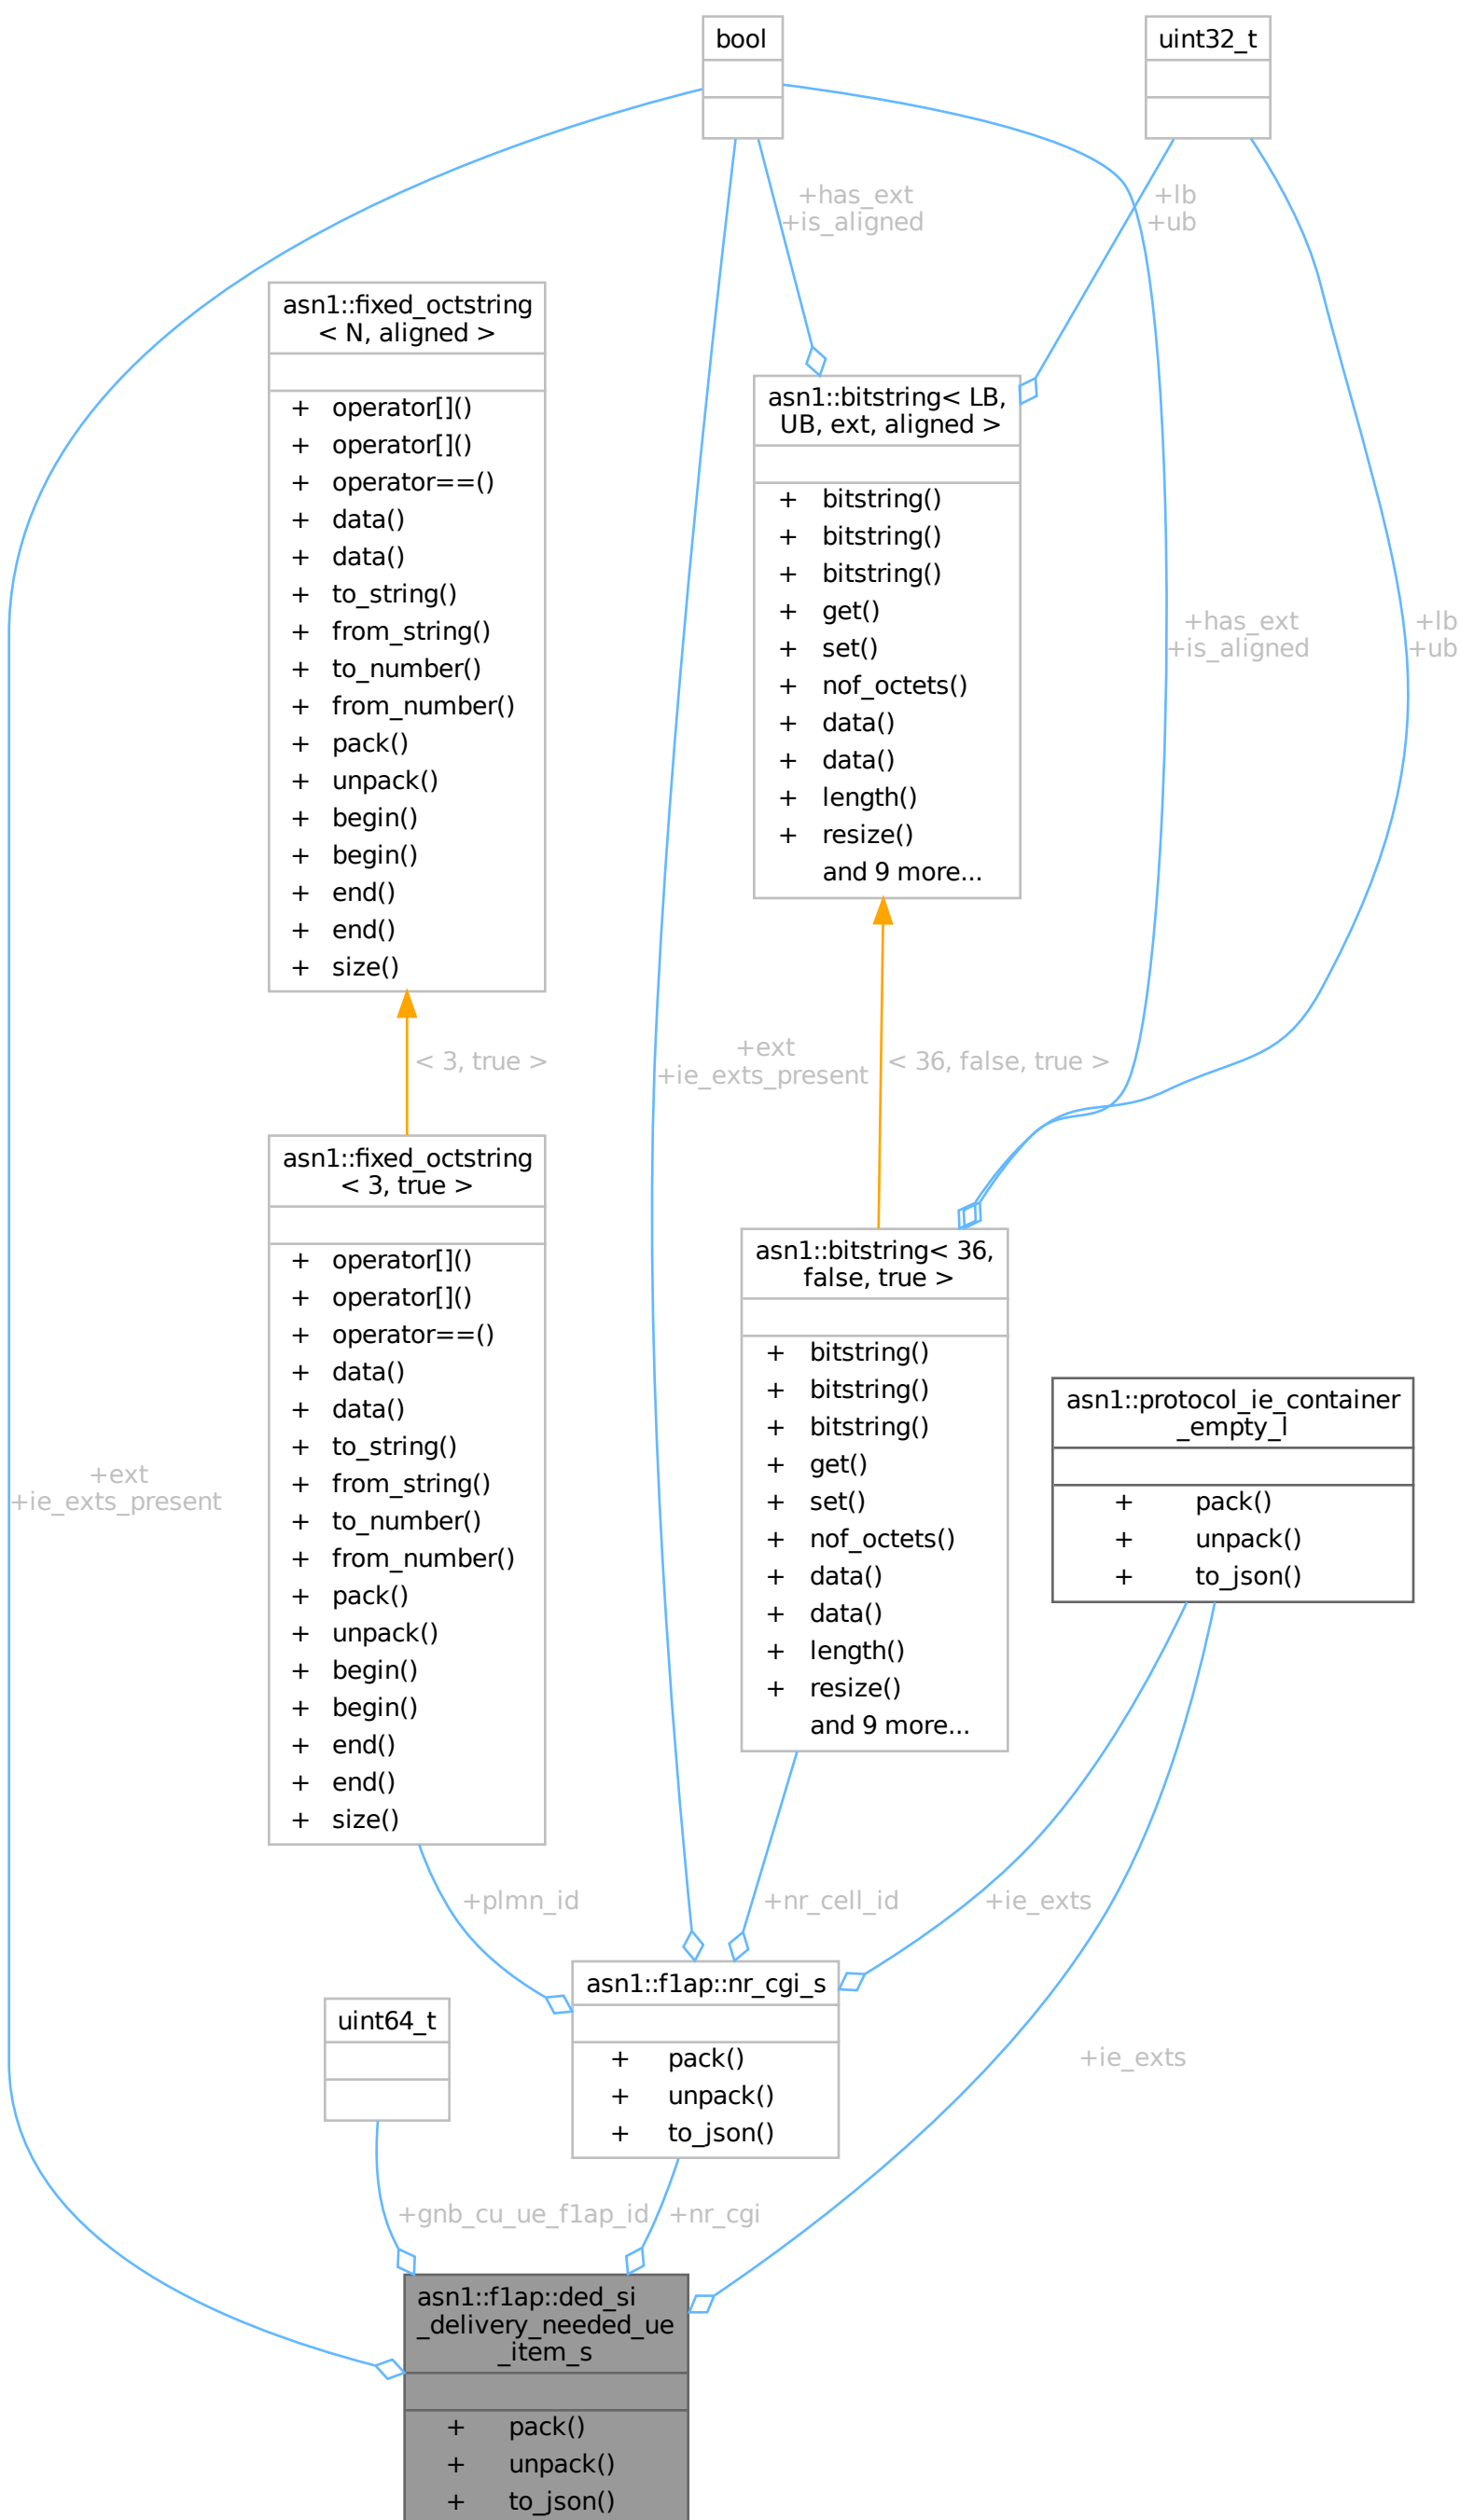 bool
uint32_t
+has_ext
+is_aligned
+lb
+ub
asn1::fixed_octstring
< N, aligned >
+ operator[]()
+ operator[]()
+ operator==()
+ data()
+ data()
+ to_string()
+ from_string()
+ to_number()
+ from_number()
+ pack()
+ unpack()
+ begin()
+ begin()
+ end()
+ end()
+ size()
asn1::bitstring< LB,
UB, ext, aligned >
+ bitstring()
+ bitstring()
+ bitstring()
+ get()
+ set()
+ nof_octets()
+ data()
+ data()
+ length()
+ resize()
and 9 more...
+has_ext
+is_aligned
+lb
+ub
< 3, true >
+ext
+ie_exts_present
< 36, false, true >
asn1::fixed_octstring
< 3, true >
+ operator[]()
+ operator[]()
+ operator==()
+ data()
+ data()
+ to_string()
+ from_string()
+ to_number()
+ from_number()
+ pack()
+ unpack()
+ begin()
+ begin()
+ end()
+ end()
+ size()
asn1::bitstring< 36,
false, true >
+ bitstring()
+ bitstring()
+ bitstring()
+ get()
+ set()
+ nof_octets()
+ data()
+ data()
+ length()
+ resize()
and 9 more...
asn1::protocol_ie_container
_empty_l
+ pack()
+ unpack()
+ to_json()
+ext
+ie_exts_present
+plmn_id
+nr_cell_id
+ie_exts
uint64_t
asn1::f1ap::nr_cgi_s
+ pack()
+ unpack()
+ to_json()
+ie_exts
+gnb_cu_ue_f1ap_id
+nr_cgi
asn1::f1ap::ded_si
_delivery_needed_ue
_item_s
+ pack()
+ unpack()
+ to_json()